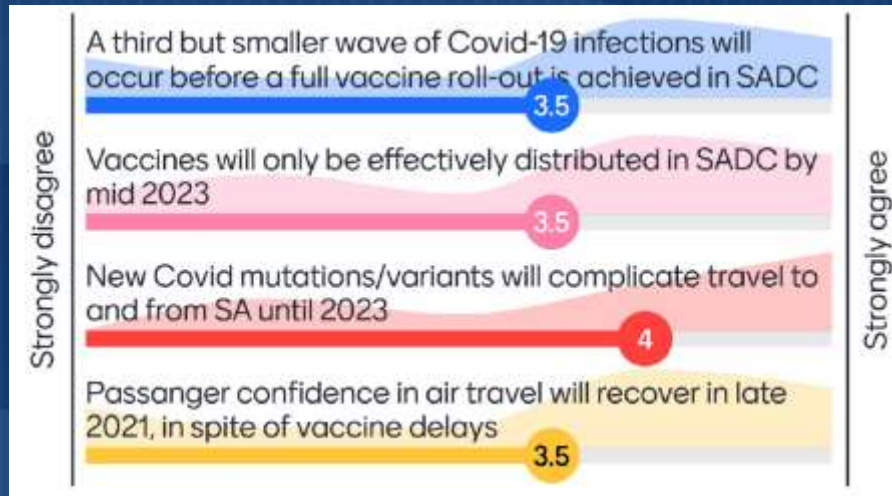 Strongly disagree
A third but smaller wave of Covid-19 infections will
occur before a full vaccine roll-out is achieved in SADC
3.5
Vaccines will only be effectively distributed in SADC by
mid 2023
3.5
New Covid mutations/variants will complicate travel to
and from SA until 2023
4
Passanger confidence in air travel will recover in late
2021, in spite of vaccine delays
3.5
Strongly agree